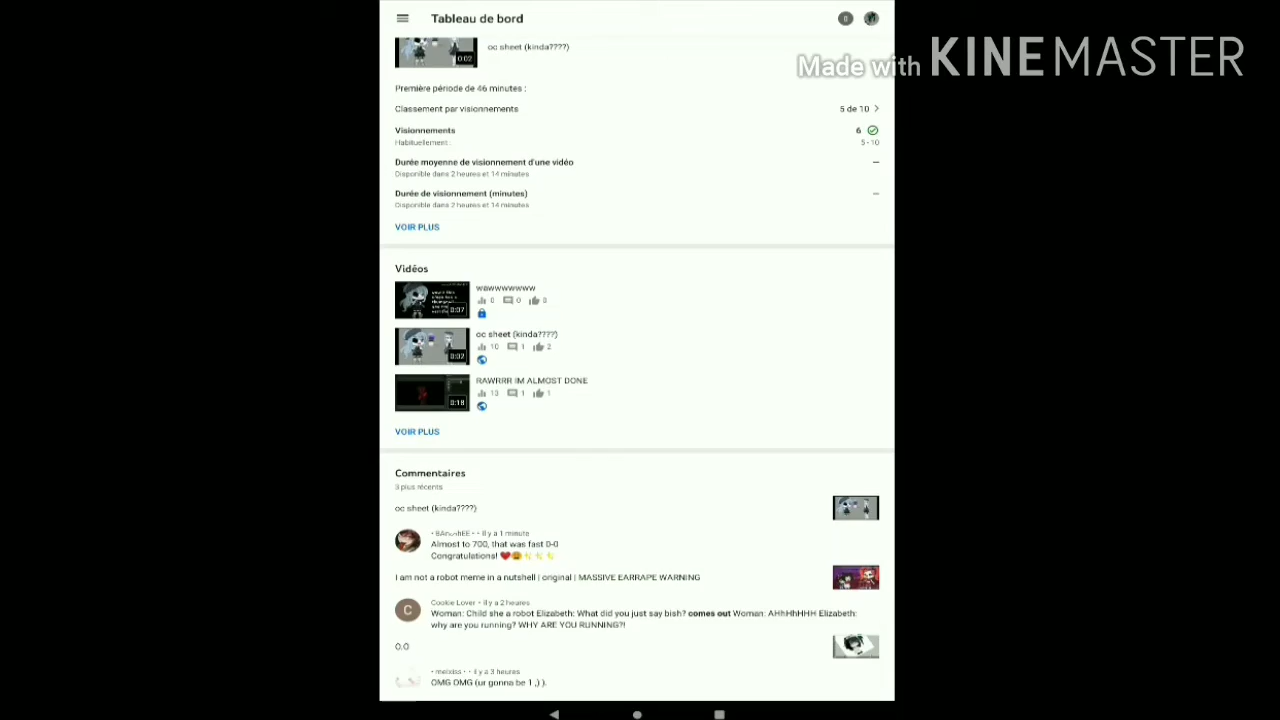 Tableau de bord
0
Made with KINEMASTER
oc sheet (kinda????)
0:02
Première période de 46 minutes :
Classement par visionnements
5 de 10
Visionnements
6
Habituellement :
5 - 10
Durée moyenne de visionnement d'une vidéo
—
Disponible dans 2 heures et 14 minutes
Durée de visionnement (minutes)
—
Disponible dans 2 heures et 14 minutes
VOIR PLUS
Vidéos
wawwwwwww
0:07
0 0 0
oc sheet (kinda????)
0:02
10 1 2
RAWRRR IM ALMOST DONE
0:18
13 1 1
VOIR PLUS
Commentaires
3 plus récents
oc sheet (kinda????)
• il y a 1 minute
Almost to 700, that was fast 0-0
Congratulations! ❤️😩✨✨✨
I am not a robot meme in a nutshell | original | MASSIVE EARRAPE WARNING
C
Cookie Lover • il y a 2 heures
Woman: Child she a robot Elizabeth: What did you just say bish? comes out Woman: AHhHhHHH Elizabeth:
why are you running? WHY ARE YOU RUNNING?!
0.0
• il y a 3 heures
OMG OMG (ur gonna be 1 ;) ).